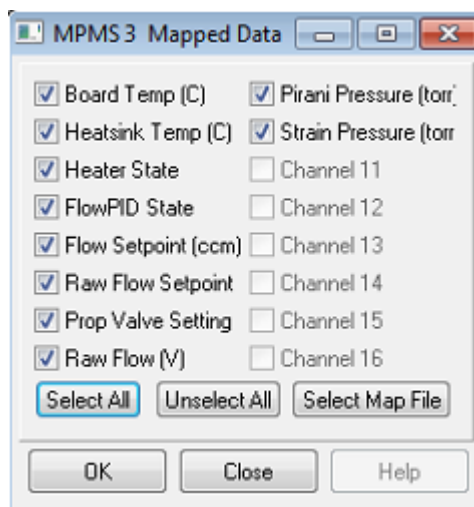 MPMS 3 Mapped Data
Board Temp (C) Pirani Pressure (torr)
Heatsink Temp (C) Strain Pressure (torr
Heater State Channel 11
FlowPID State Channel 12
Flow Setpoint (ccm) Channel 13
Raw Flow Setpoint Channel 14
Prop Valve Setting Channel 15
Raw Flow (V) Channel 16
Select All Unselect All Select Map File
OK Close Help